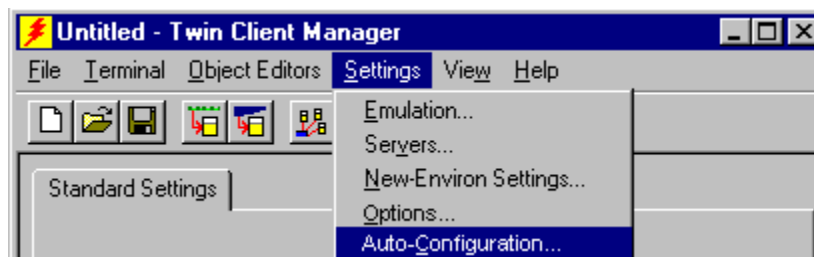 Untitled - Twin Client Manager
File Terminal Object Editors Settings View Help
Emulation...
Servers...
New-Environ Settings...
Options...
Auto-Configuration...
Standard Settings